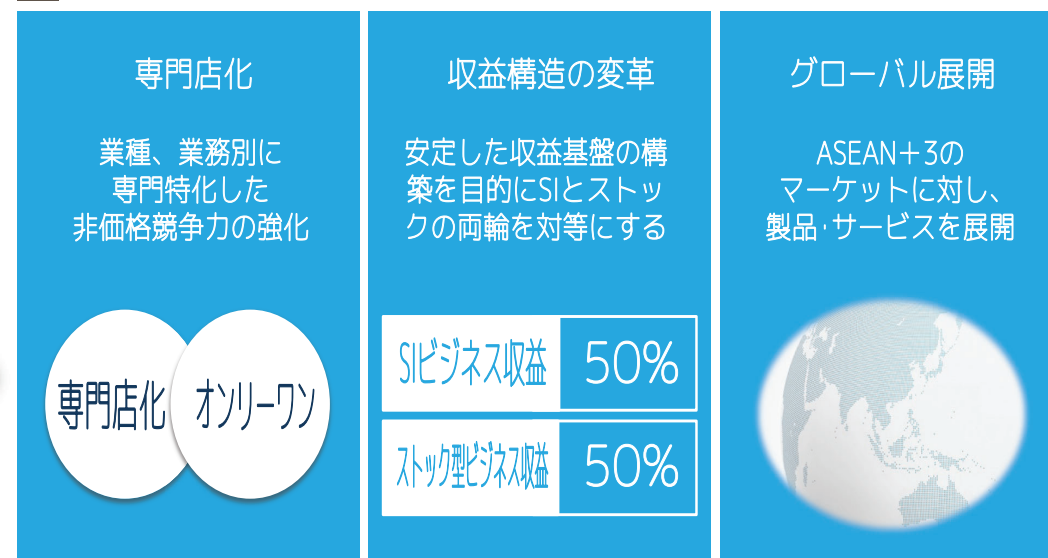 専門店化
業種、業務別に
専門特化した
非価格競争力の強化
専門店化
オンリーワン
収益構造の変革
安定した収益基盤の構
築を目的にSIとストッ
クの両輪を対等にする
SIビジネス収益
50%
ストック型ビジネス収益
50%
グローバル展開
ASEAN＋3の
マーケットに対し、
製品・サービスを展開